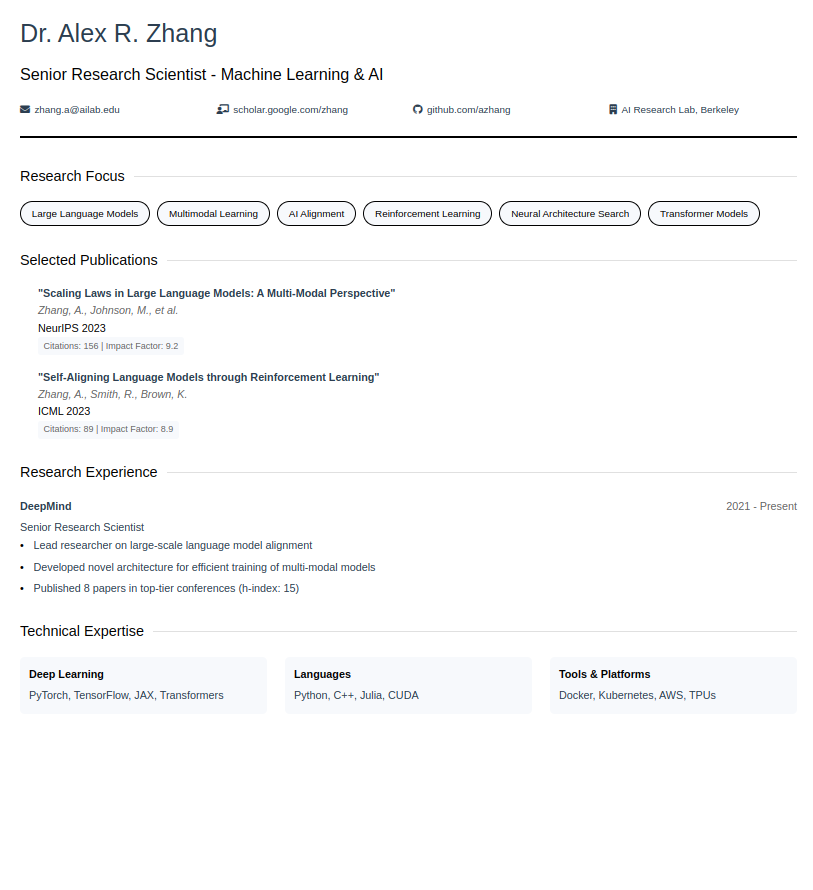 Dr. Alex R. Zhang
Senior Research Scientist - Machine Learning & AI
zhang.a@ailab.edu scholar.google.com/zhang github.com/azhang AI Research Lab, Berkeley
Research Focus
Large Language Models Multimodal Learning AI Alignment Reinforcement Learning Neural Architecture Search Transformer Models
Selected Publications
"Scaling Laws in Large Language Models: A Multi-Modal Perspective"
Zhang, A., Johnson, M., et al.
NeurIPS 2023
Citations: 156 | Impact Factor: 9.2
"Self-Aligning Language Models through Reinforcement Learning"
Zhang, A., Smith, R., Brown, K.
ICML 2023
Citations: 89 | Impact Factor: 8.9
Research Experience
DeepMind 2021 - Present
Senior Research Scientist
• Lead researcher on large-scale language model alignment
• Developed novel architecture for efficient training of multi-modal models
• Published 8 papers in top-tier conferences (h-index: 15)
Technical Expertise
Deep Learning Languages Tools & Platforms
PyTorch, TensorFlow, JAX, Transformers Python, C++, Julia, CUDA Docker, Kubernetes, AWS, TPUs